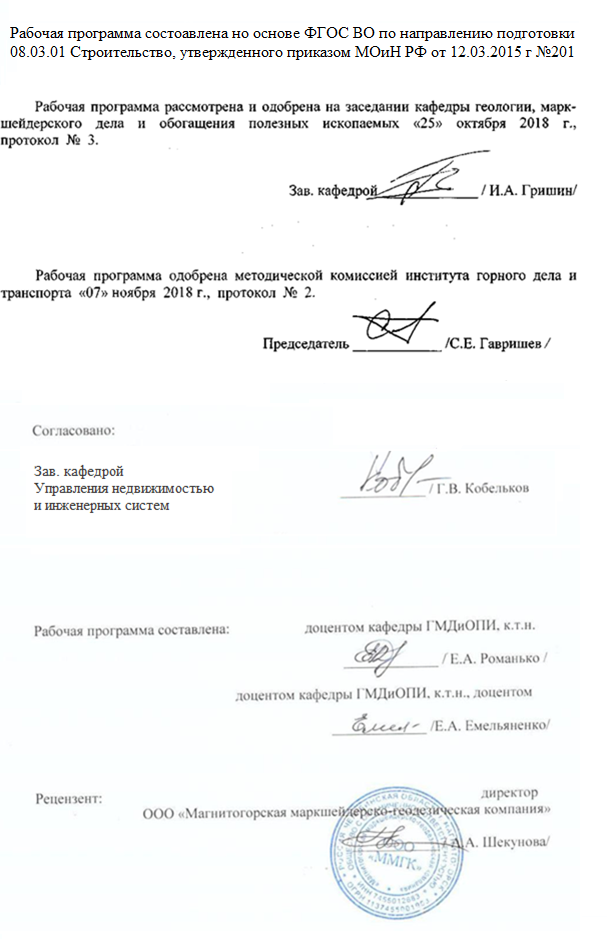 Рабочая программа состоавлена но основе ФГОС ВО по направлению подготовки
08.03.01 Строительство, утвержденного приказом МОиН РФ от 12.03.2015 г №201
Рабочая программа рассмотрена и одобрена на заседании кафедры геологии, марк-
шейдерского дела и обогащения полезных ископаемых «25» октября 2018 г.,
протокол № 3.
Зав. кафедрой / И.А. Гришин/
Рабочая программа одобрена методической комиссией института горного дела и
транспорта «07» ноября 2018 г., протокол № 2.
Председатель /С.Е. Гавришев /
Согласовано:
Зав. кафедрой
Управления недвижимостью
и инженерных систем
/ Г.В. Кобельков
Рабочая программа составлена: доцентом кафедры ГМДиОПИ, к.т.н.
/ Е.А. Романько /
доцентом кафедры ГМДиОПИ, к.т.н., доцентом
/Е.А. Емельяненко/
Рецензент: директор
ООО «Магнитогорская маркшейдерско-геодезическая компания»
/ А.А. Шекунова/
ООО
«ММГК»